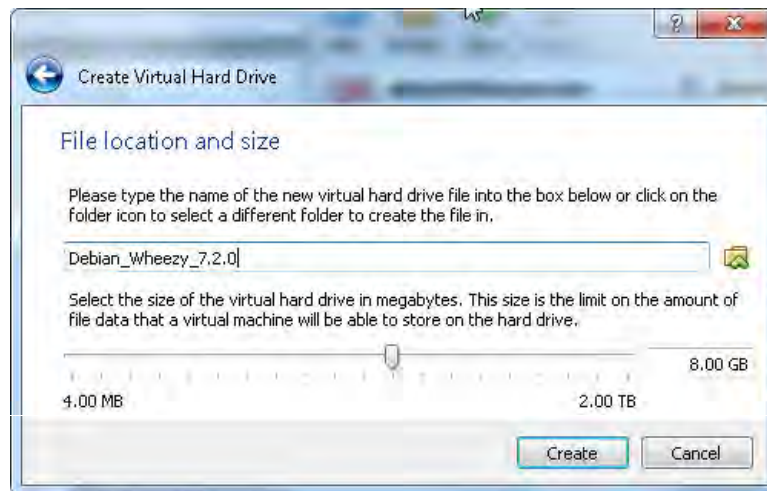 Create Virtual Hard Drive
File location and size
Please type the name of the new virtual hard drive file into the box below or click on the
folder icon to select a different folder to create the file in.
Debian_Wheezy_7.2.0
Select the size of the virtual hard drive in megabytes. This size is the limit on the amount of
file data that a virtual machine will be able to store on the hard drive.
8.00 GB
4.00 MB 2.00 TB
Create Cancel